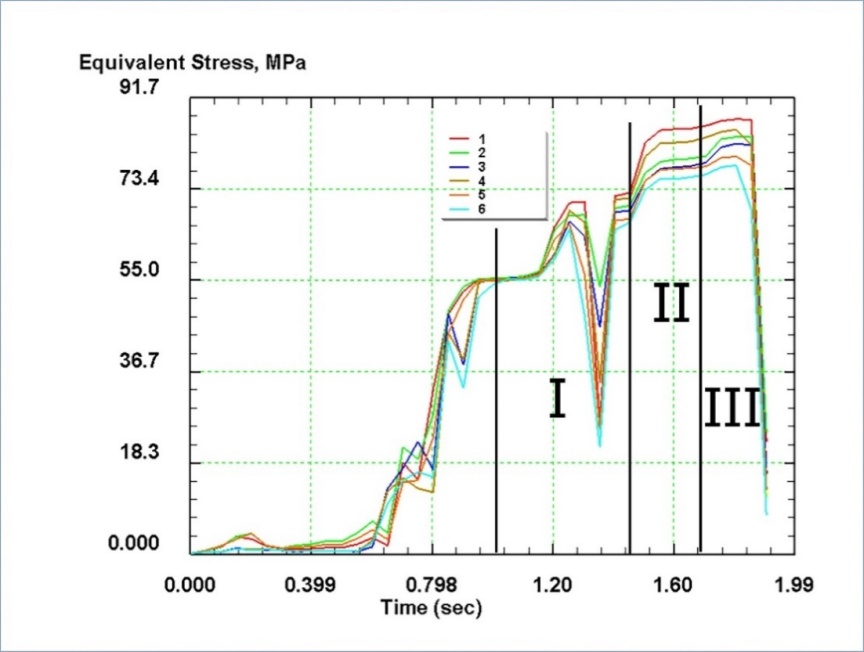 Equivalent Stress, MPa
91.7
73.4
55.0
36.7
18.3
0.000
1
2
3
4
5
6
I
II
III
0.000 0.399 0.798 1.20 1.60 1.99
Time (sec)